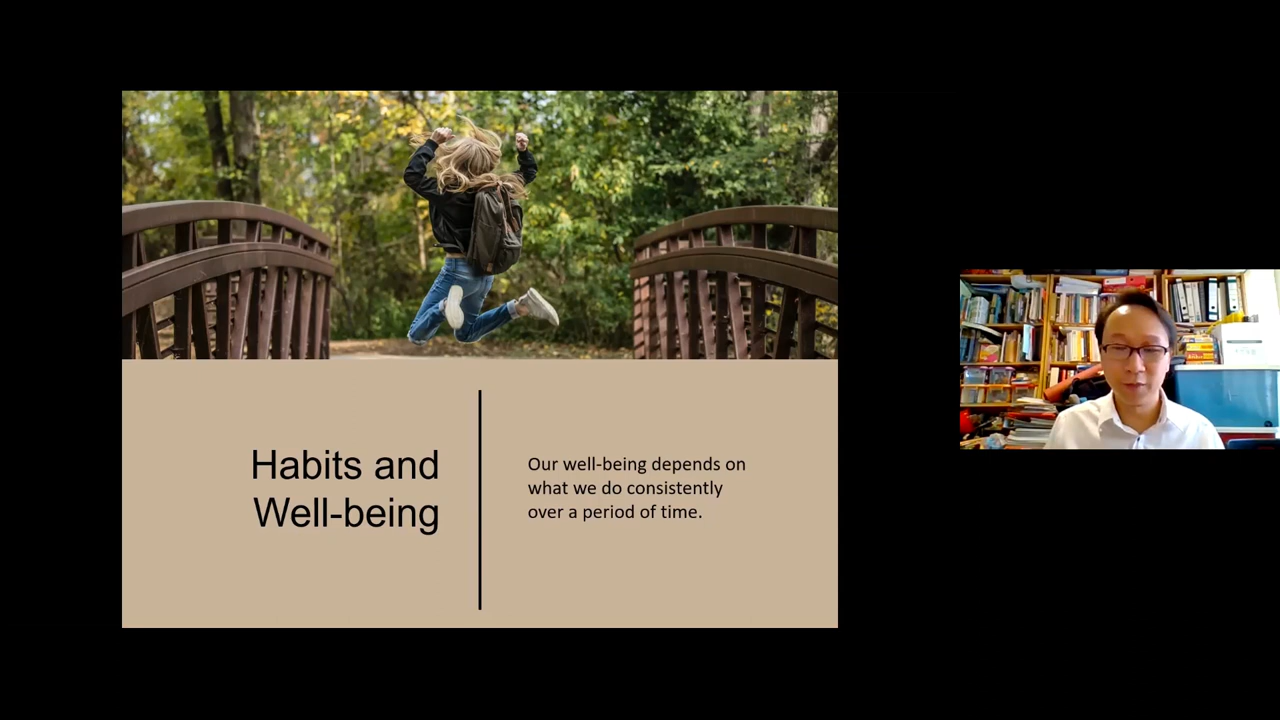 Habits and
Well-being
Our well-being depends on
what we do consistently
over a period of time.